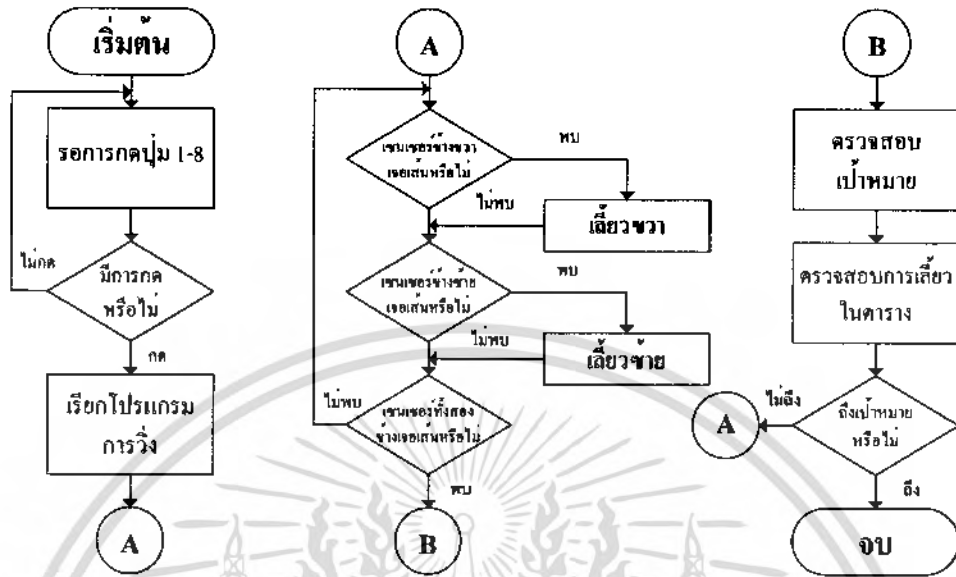 เริ่มต้น
รอการกดปุ่ม 1-8
ไม่กด
มีการกด
หรือไม่
กด
เรียกโปรแกรม
การวิ่ง
A
A
เซนเซอร์ข้างขวา
เจอเส้นหรือไม่
พบ
ไม่พบ
เลี้ยวขวา
เซนเซอร์ข้างซ้าย
เจอเส้นหรือไม่
พบ
ไม่พบ
เลี้ยวซ้าย
ไม่พบ
เซนเซอร์ทั้งสอง
ข้างเจอเส้นหรือไม่
พบ
B
B
ตรวจสอบ
เป้าหมาย
ตรวจสอบการเลี้ยว
ในตาราง
ไม่ถึง
A
ถึงเป้าหมาย
หรือไม่
ถึง
จบ